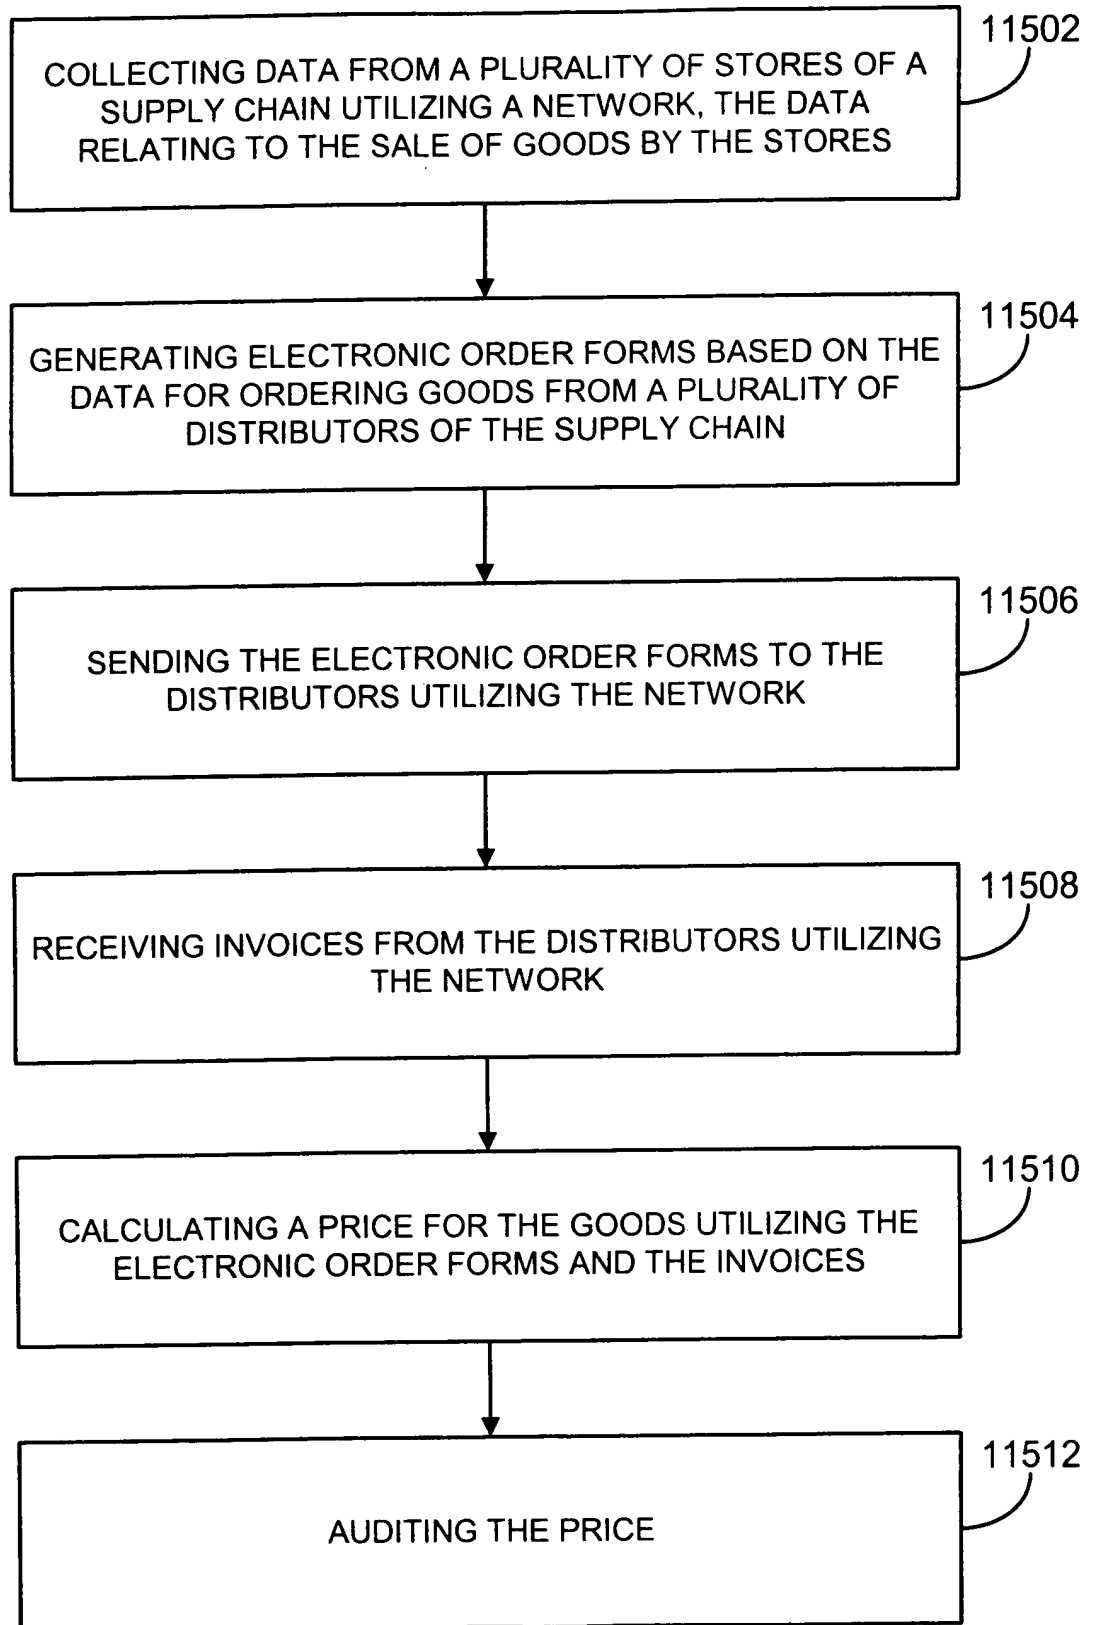 11502
COLLECTING DATA FROM A PLURALITY OF STORES OF A
SUPPLY CHAIN UTILIZING A NETWORK, THE DATA
RELATING TO THE SALE OF GOODS BY THE STORES
11504
GENERATING ELECTRONIC ORDER FORMS BASED ON THE
DATA FOR ORDERING GOODS FROM A PLURALITY OF
DISTRIBUTORS OF THE SUPPLY CHAIN
11506
SENDING THE ELECTRONIC ORDER FORMS TO THE
DISTRIBUTORS UTILIZING THE NETWORK
11508
RECEIVING INVOICES FROM THE DISTRIBUTORS UTILIZING
THE NETWORK
11510
CALCULATING A PRICE FOR THE GOODS UTILIZING THE
ELECTRONIC ORDER FORMS AND THE INVOICES
11512
AUDITING THE PRICE